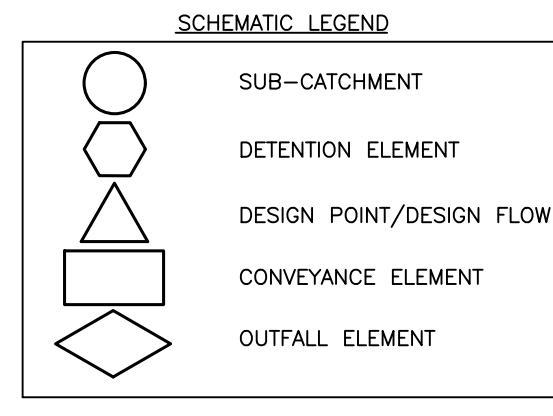 SCHEMATIC LEGEND
SUB-CATCHMENT
DETENTION ELEMENT
DESIGN POINT/DESIGN FLOW
CONVEYANCE ELEMENT
OUTFALL ELEMENT